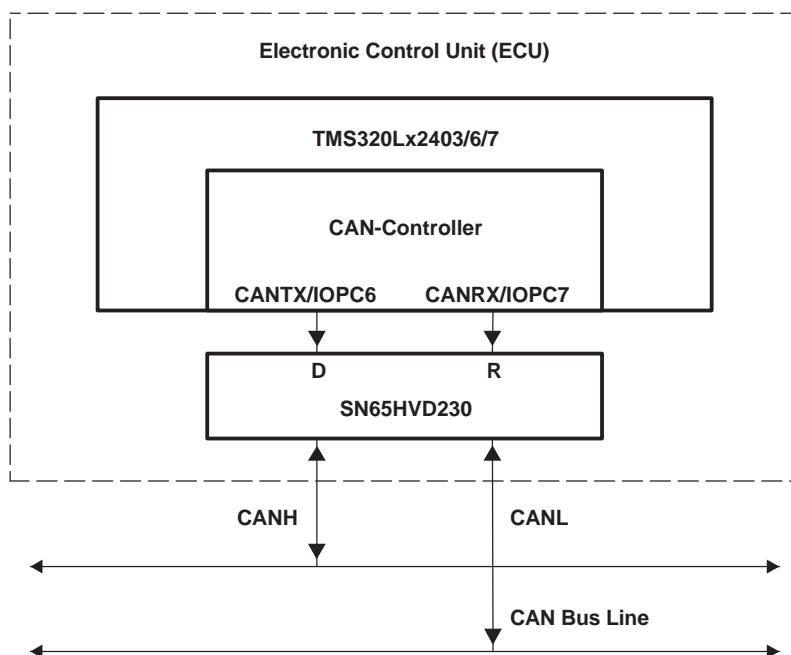 Electronic Control Unit (ECU)
TMS320Lx2403/6/7
CAN-Controller
CANTX/IOPC6 CANRX/IOPC7
D R
SN65HVD230
CANH CANL
CAN Bus Line